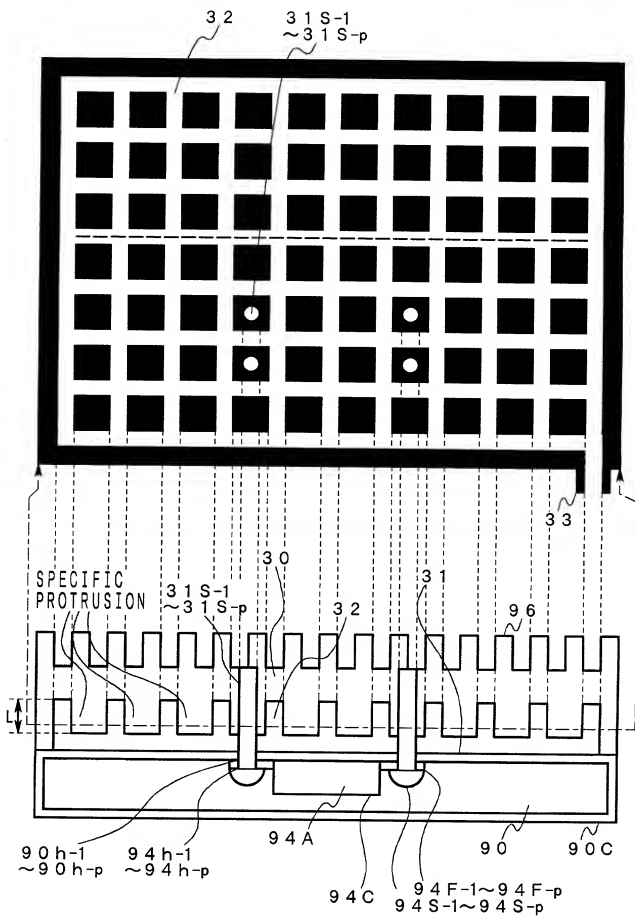 32
31S-1
~31S-p
33
SPECIFIC
PROTRUSION
31S-1
~31S-p
30
32
31
96
L
90h-1
~90h-p
94h-1
~94h-p
94A
94C
94F-1~94F-p
94S-1~94S-p
90
90C